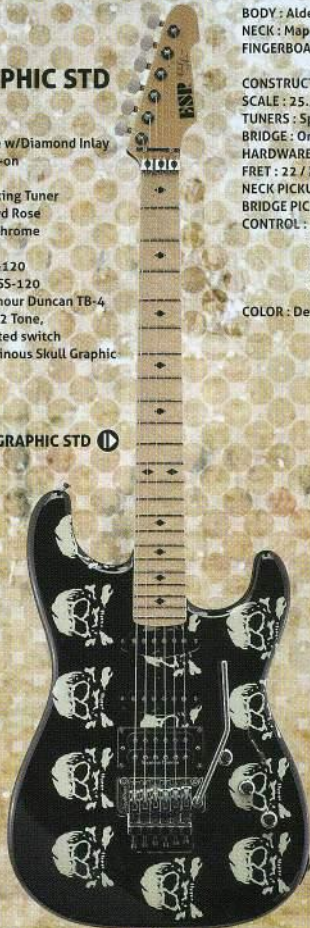 PHIC STD
w/Diamond Inlay
-on
ing Tuner
d Rose
hrome
-120
SS-120
nour Duncan TB-4
2 Tone,
ted switch
inous Skull Graphic
GRAPHIC STD
ESP
BODY : Alde
NECK : Map
FINGERBOA
CONSTRUCT
SCALE : 25.
TUNERS : Sp
BRIDGE : Or
HARDWARE
FRET : 22 /
NECK PICKU
BRIDGE PIC
CONTROL :
COLOR : De